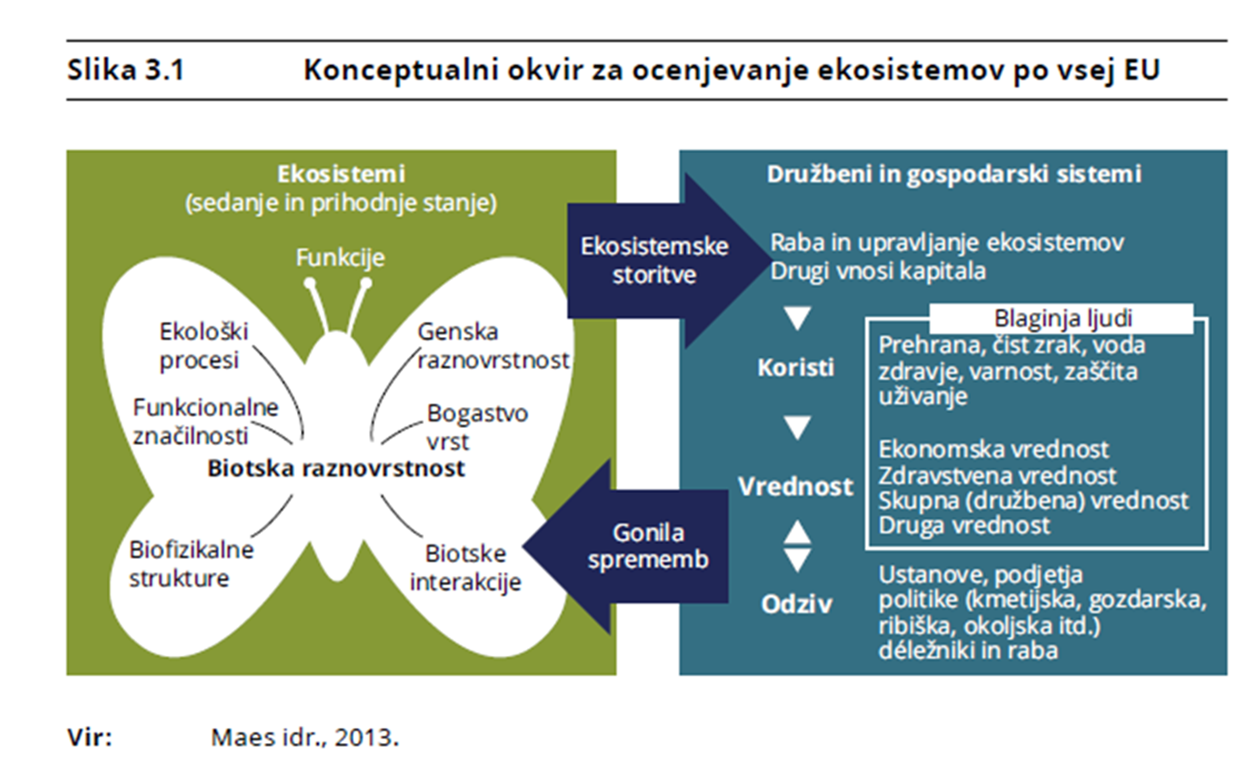 Slika 3.1 Konceptualni okvir za ocenjevanje ekosistemov po vsej EU
Ekosistemi
(sedanje in prihodnje stanje)
Funkcije
Ekološki
procesi
Genska
raznovrstnost
Funkcionalne
značilnosti
Bogastvo
vrst
Biotska raznovrstnost
Biofizikalne
strukture
Biotske
interakcije
Ekosistemske
storitve
Gonila
sprememb
Družbeni in gospodarski sistemi
Raba in upravljanje ekosistemov
Drugi vnosi kapitala
Koristi
Blaginja ljudi
Prehrana, čist zrak, voda
zdravje, varnost, zaščita
uživanje
Vrednost
Ekonomska vrednost
Zdravstvena vrednost
Skupna (družbena) vrednost
Druga vrednost
Odziv
Ustanove, podjetja
politike (kmetijska, gozdarska,
ribiška, okoljska itd.)
déležniki in raba
Vir: Maes idr., 2013.